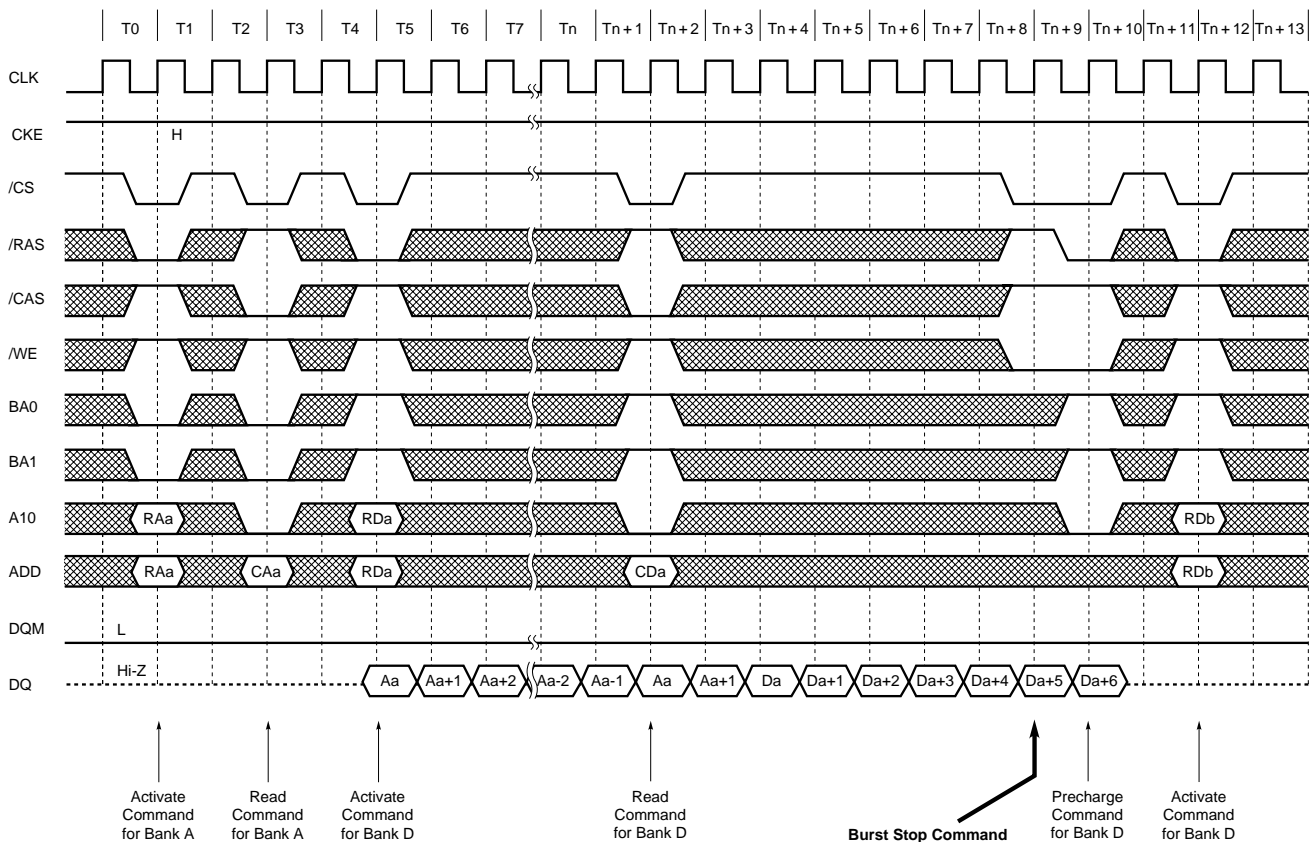 T0 T1 T2 T3 T4 T5 T6 T7 Tn Tn + 1 Tn + 2 Tn + 3 Tn + 4 Tn + 5 Tn + 6 Tn + 7 Tn + 8 Tn + 9 Tn + 10 Tn + 11 Tn + 12 Tn + 13
CLK
CKE H
/CS
/RAS
/CAS
/WE
BA0
BA1
A10 RAa RDa RDb
ADD RAa CAa RDa CDa RDb
DQM L
Hi-Z
DQ Aa Aa+1 Aa+2 Aa-2 Aa-1 Aa Aa+1 Da Da+1 Da+2 Da+3 Da+4 Da+5 Da+6
Activate
Command
for Bank A
Read
Command
for Bank A
Activate
Command
for Bank D
Read
Command
for Bank D
Burst Stop Command
Precharge
Command
for Bank D
Activate
Command
for Bank D